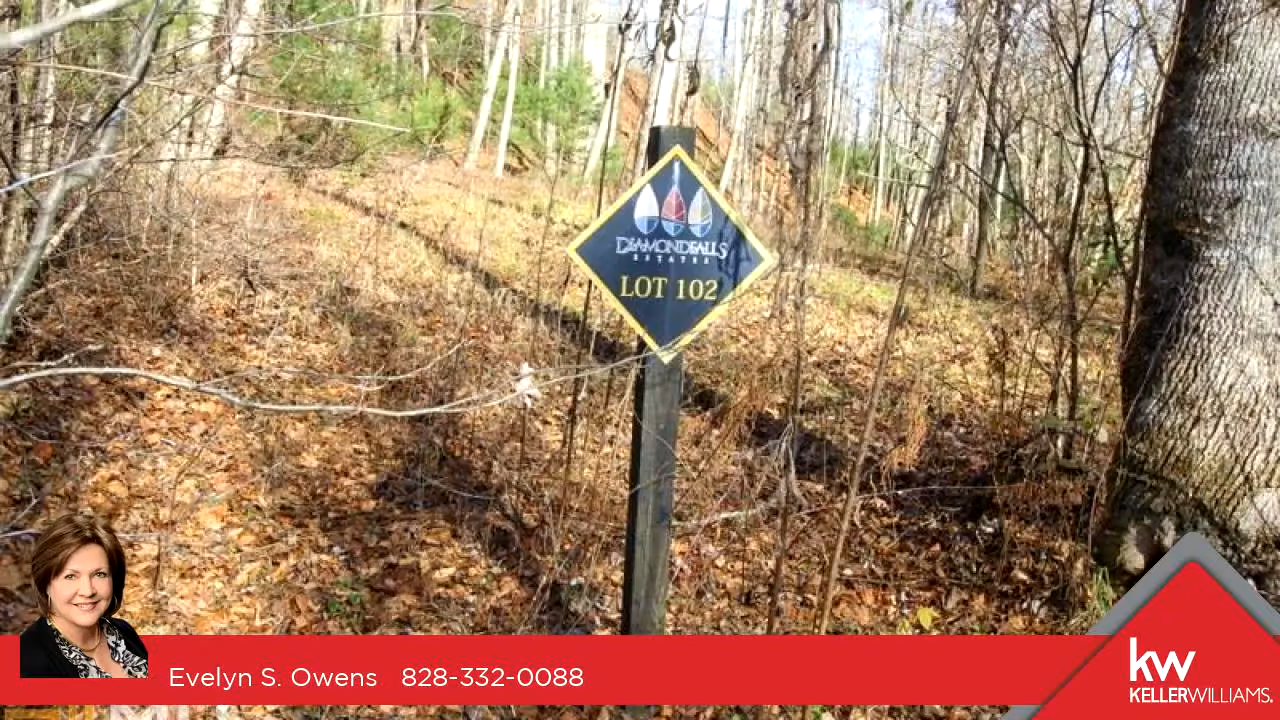 DIAMOND FALLS
ESTATES
LOT 102
Evelyn S. Owens 828-332-0088
kw
KELLERWILLIAMS.